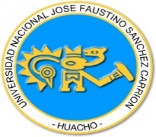 UNIVERSIDAD NACIONAL JOSE FAUSTINO SANCHEZ CARRION
- HUACHO -